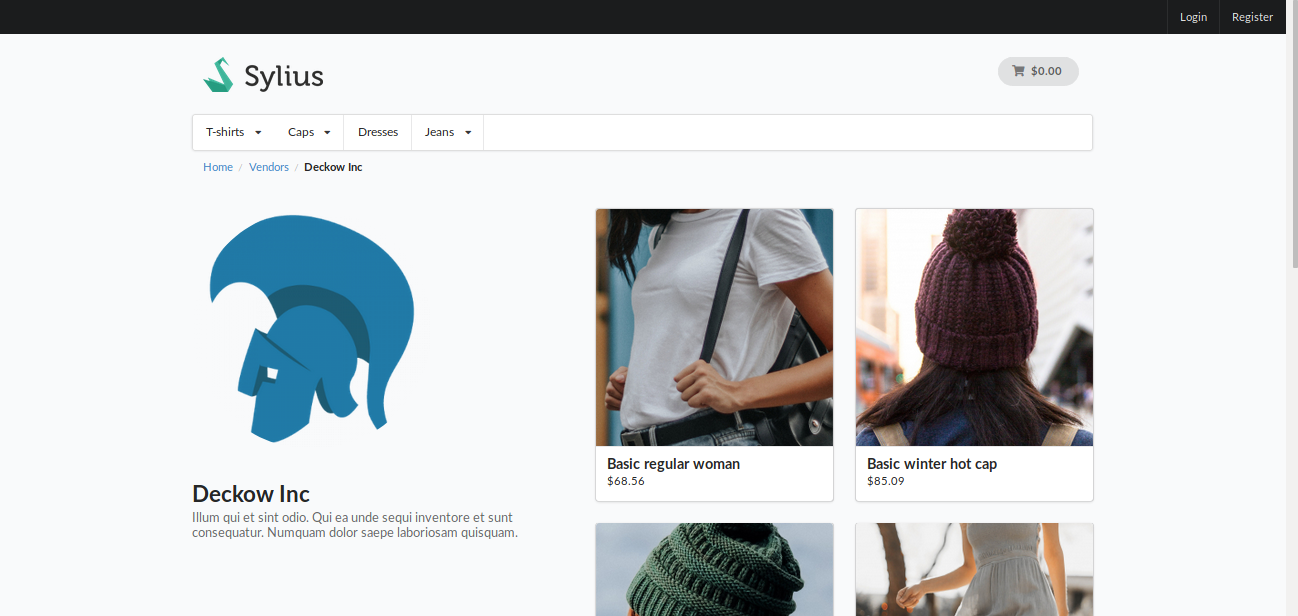 Login Register
Sylius
$0.00
T-shirts Caps Dresses Jeans
Home / Vendors / Deckow Inc
Basic regular woman
$68.56
Basic winter hot cap
$85.09
Deckow Inc
Illum qui et sint odio. Qui ea unde sequi inventore et sunt
consequatur. Numquam dolor saepe laboriosam quisquam.